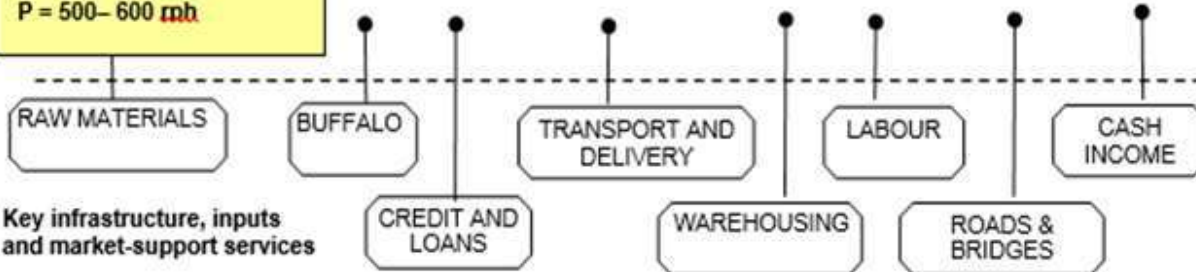 P = 500– 600 rph
RAW MATERIALS
BUFFALO
TRANSPORT AND
DELIVERY
LABOUR
CASH
INCOME
Key infrastructure, inputs
and market-support services
CREDIT AND
LOANS
WAREHOUSING
ROADS &
BRIDGES